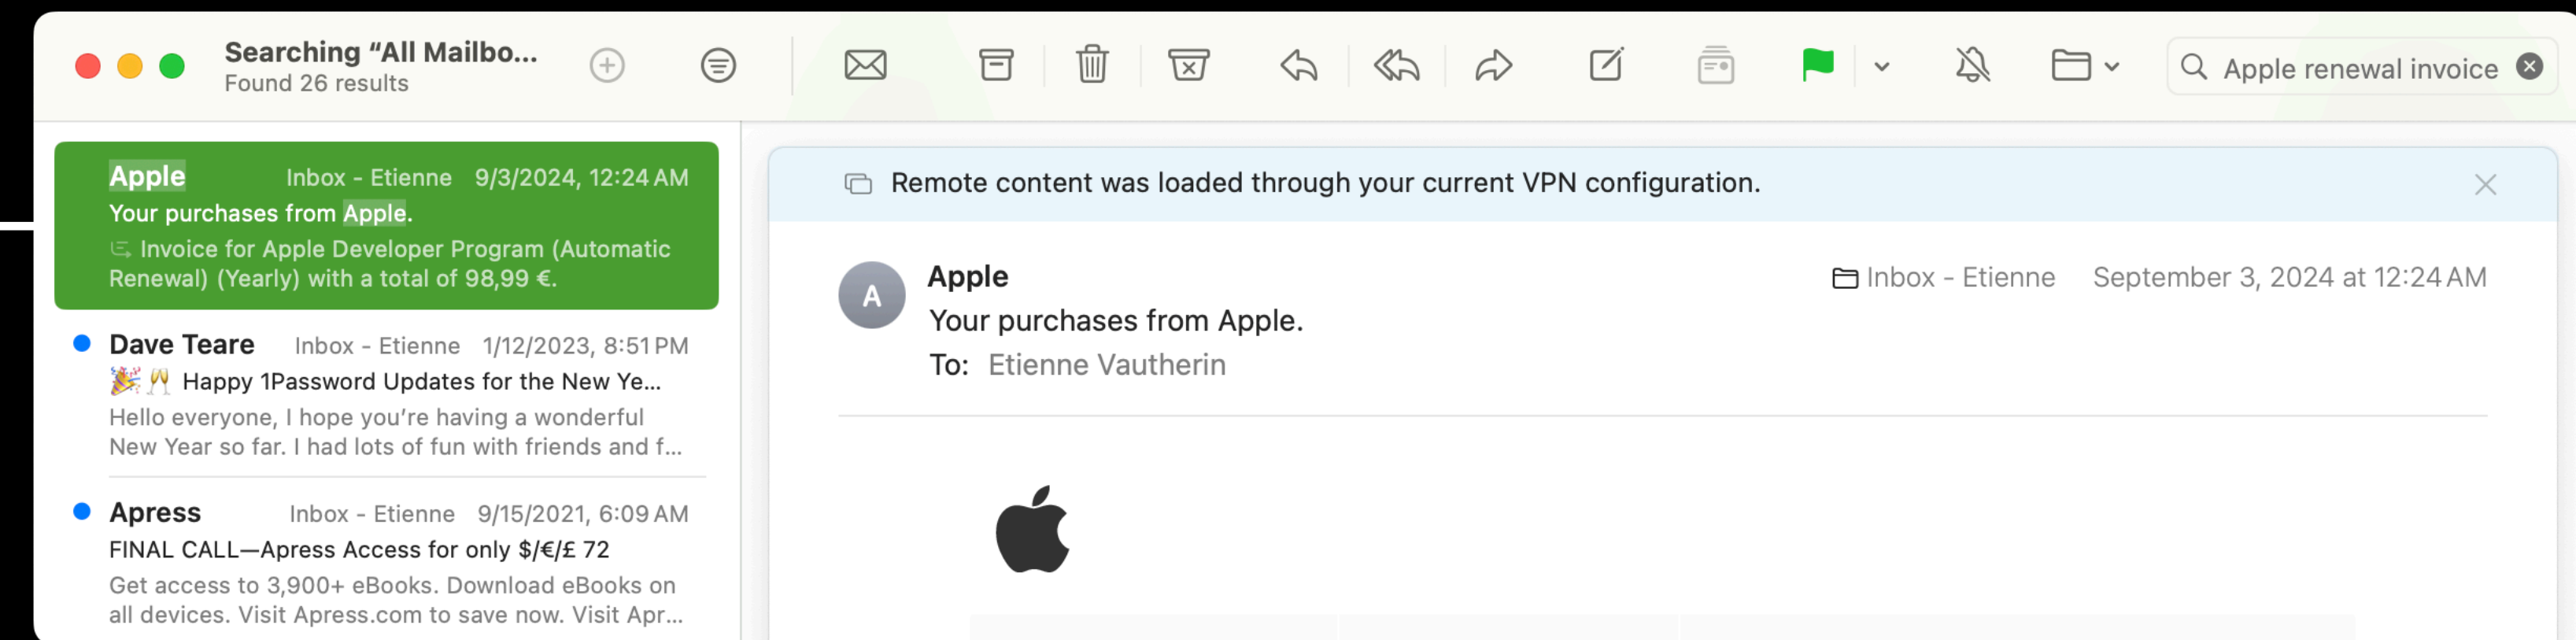 Searching “All Mailbo...
Found 26 results
Apple renewal invoice
Apple Inbox - Etienne 9/3/2024, 12:24 AM
Your purchases from Apple.
Invoice for Apple Developer Program (Automatic
Renewal) (Yearly) with a total of 98,99 €.
Dave Teare Inbox - Etienne 1/12/2023, 8:51 PM
🎉🥂 Happy 1Password Updates for the New Ye...
Hello everyone, I hope you’re having a wonderful
New Year so far. I had lots of fun with friends and f...
Apress Inbox - Etienne 9/15/2021, 6:09 AM
FINAL CALL—Apress Access for only $/€/£ 72
Get access to 3,900+ eBooks. Download eBooks on
all devices. Visit Apress.com to save now. Visit Apr...
Remote content was loaded through your current VPN configuration.
A
Apple Inbox - Etienne September 3, 2024 at 12:24 AM
Your purchases from Apple.
To: Etienne Vautherin